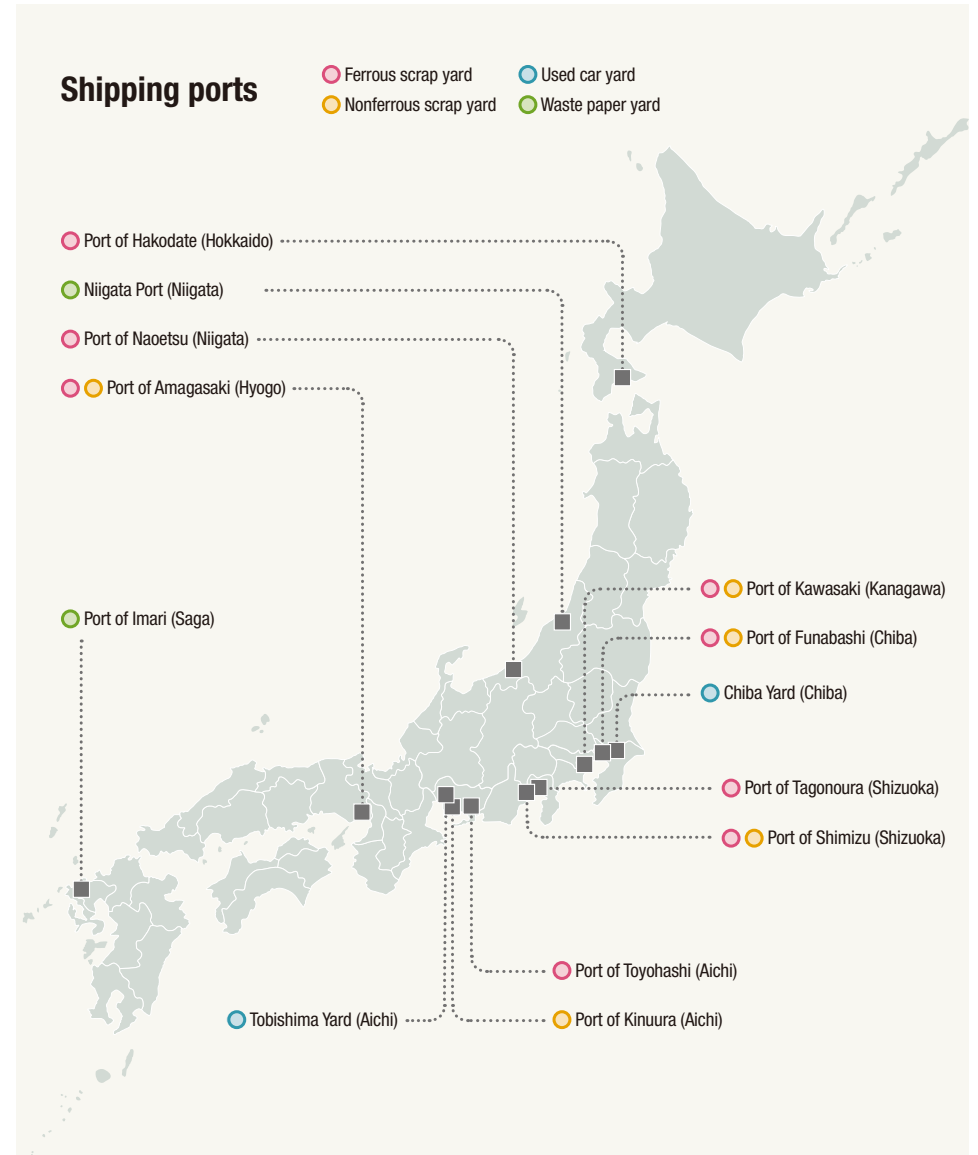 Shipping ports
Ferrous scrap yard
Used car yard
Nonferrous scrap yard
Waste paper yard
Port of Hakodate (Hokkaido)
Niigata Port (Niigata)
Port of Naoetsu (Niigata)
Port of Amagasaki (Hyogo)
Port of Kawasaki (Kanagawa)
Port of Imari (Saga)
Port of Funabashi (Chiba)
Chiba Yard (Chiba)
Port of Tagonoura (Shizuoka)
Port of Shimizu (Shizuoka)
Port of Toyohashi (Aichi)
Tobishima Yard (Aichi)
Port of Kinuura (Aichi)